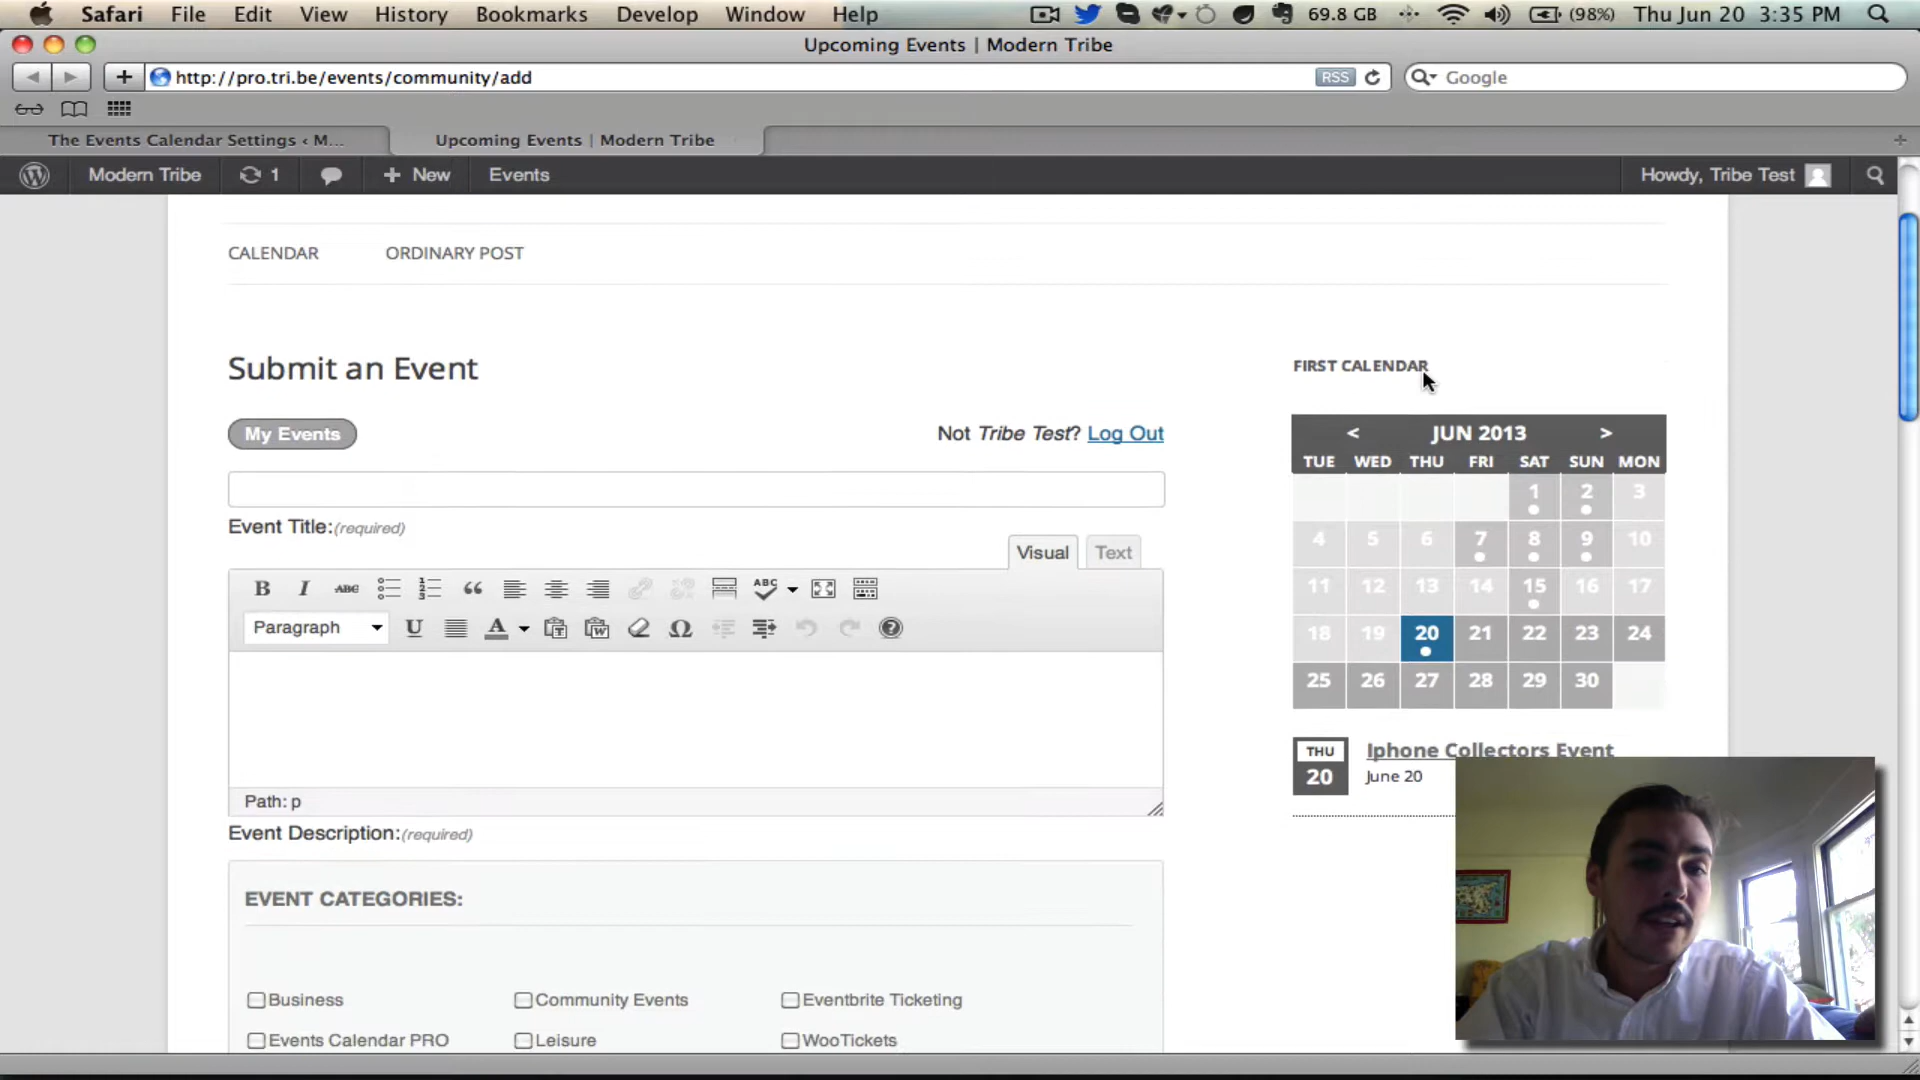 Safari File Edit View History Bookmarks Develop Window Help 69.8 GB (98%) Thu Jun 20 3:35 PM
Upcoming Events | Modern Tribe
http://pro.tri.be/events/community/add RSS Google
The Events Calendar Settings ‹ M... Upcoming Events | Modern Tribe
Modern Tribe 1 + New Events Howdy, Tribe Test
CALENDAR ORDINARY POST
Submit an Event
FIRST CALENDAR
My Events Not Tribe Test? Log Out
Event Title:(required)
Visual Text
B I ABC ABC
Paragraph U A
Path: p
Event Description:(required)
EVENT CATEGORIES:
Business Community Events Eventbrite Ticketing
Events Calendar PRO Leisure WooTickets
< JUN 2013 >
TUE WED THU FRI SAT SUN MON
1 2 3
4 5 6 7 8 9 10
11 12 13 14 15 16 17
18 19 20 21 22 23 24
25 26 27 28 29 30
THU Iphone Collectors Event
20 June 20